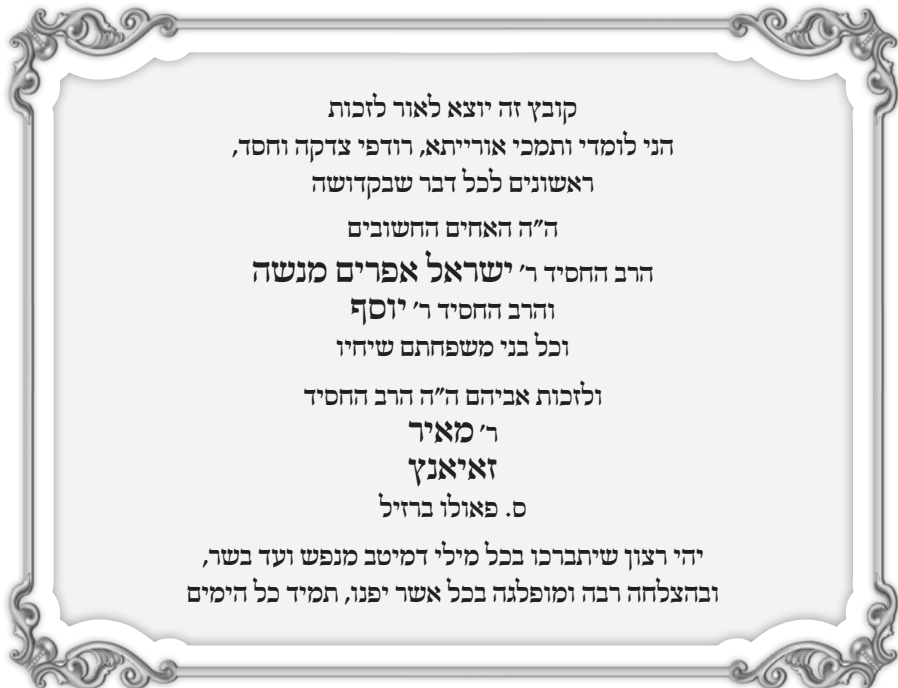 קובץ זה יוצא לאור לזכות
הני לומדי ותמכי אורייתא, רודפי צדקה וחסד,
ראשונים לכל דבר שבקדושה
ה״ה האחים החשובים
הרב החסיד ר׳ ישראל אפרים מנשה
והרב החסיד ר׳ יוסף
וכל בני משפחתם שיחיו
ולזכות אביהם ה״ה הרב החסיד
ר׳ מאיר
זאיאנץ
ס. פאולו ברזיל
יהי רצון שיתברכו בכל מילי דמיטב מנפש ועד בשר,
ובהצלחה רבה ומופלגה בכל אשר יפנו, תמיד כל הימים